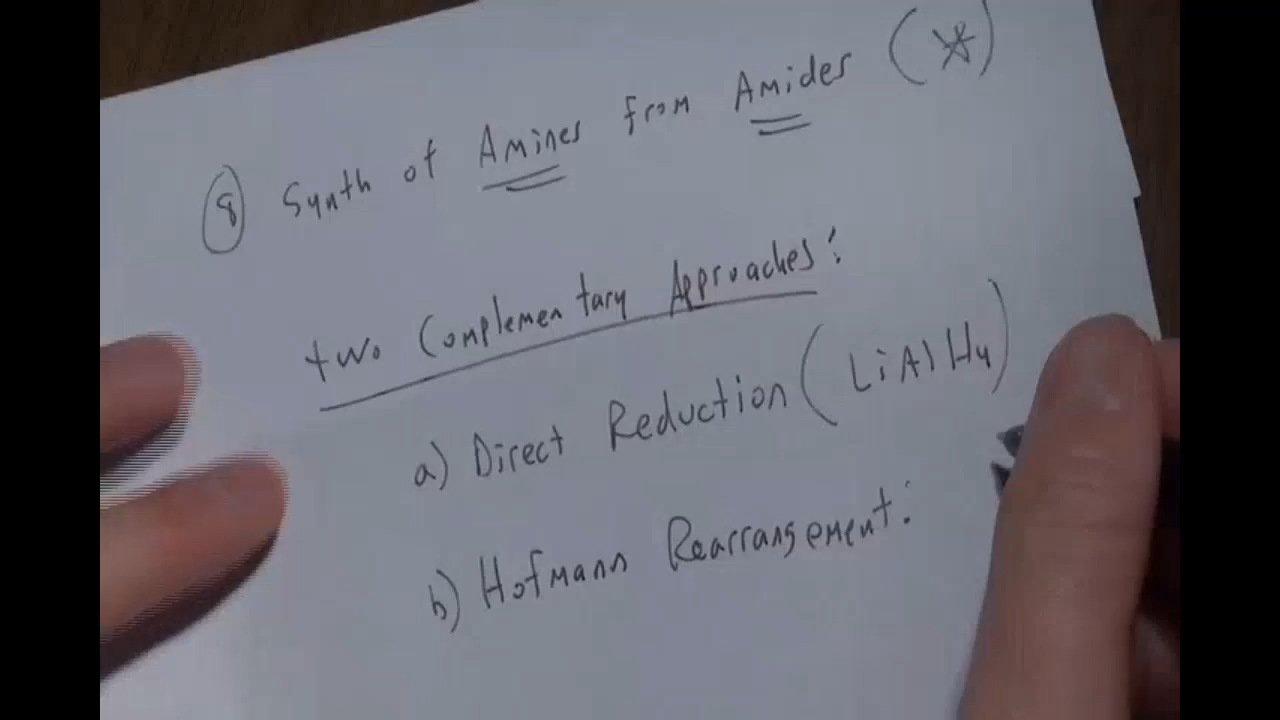 ⑧ Synth of Amines from Amides (☆)
two Complementary Approaches:
a) Direct Reduction (LiAlH4)
b) Hofmann Rearrangement: